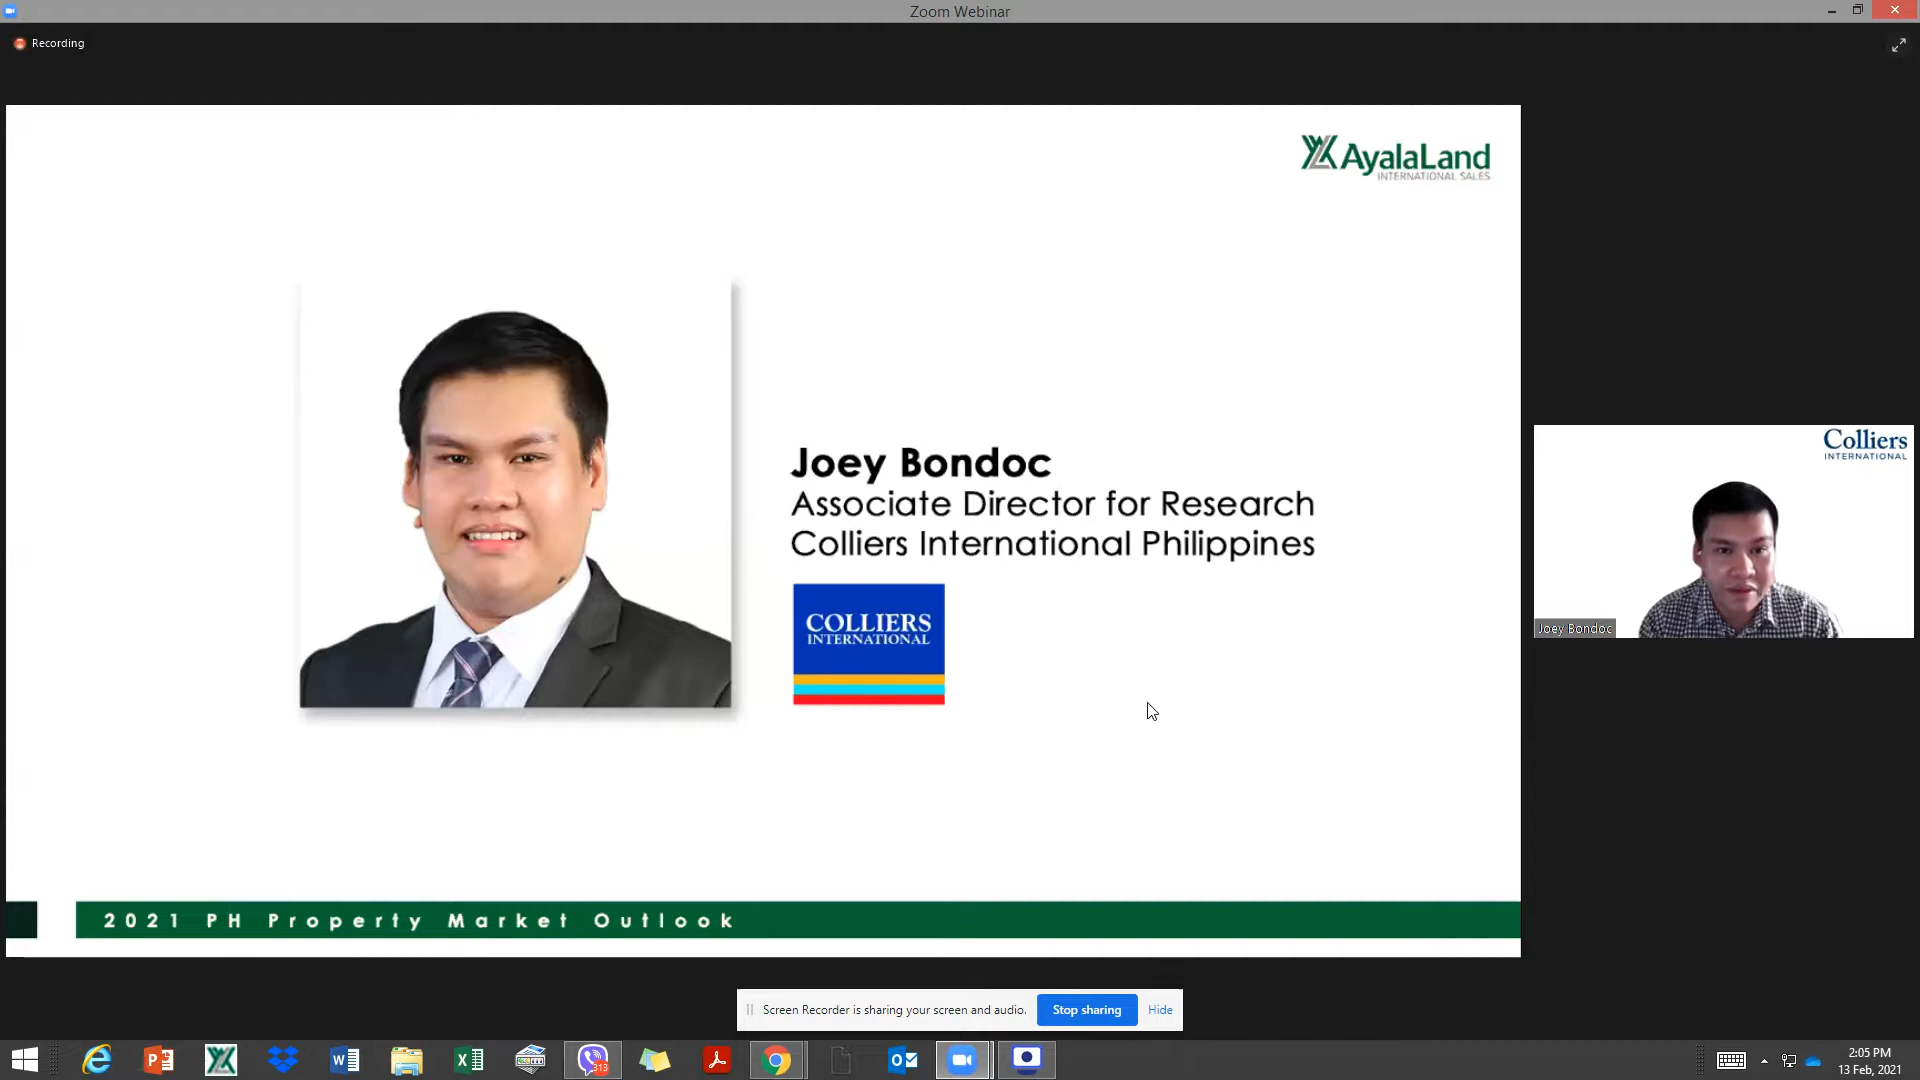 Zoom Webinar
Recording
AyalaLand
INTERNATIONAL SALES
Joey Bondoc
Associate Director for Research
Colliers International Philippines
COLLIERS
INTERNATIONAL
Colliers
INTERNATIONAL
Joey Bondoc
2021 PH Property Market Outlook
Screen Recorder is sharing your screen and audio. Stop sharing Hide
313
2:05 PM
13 Feb, 2021